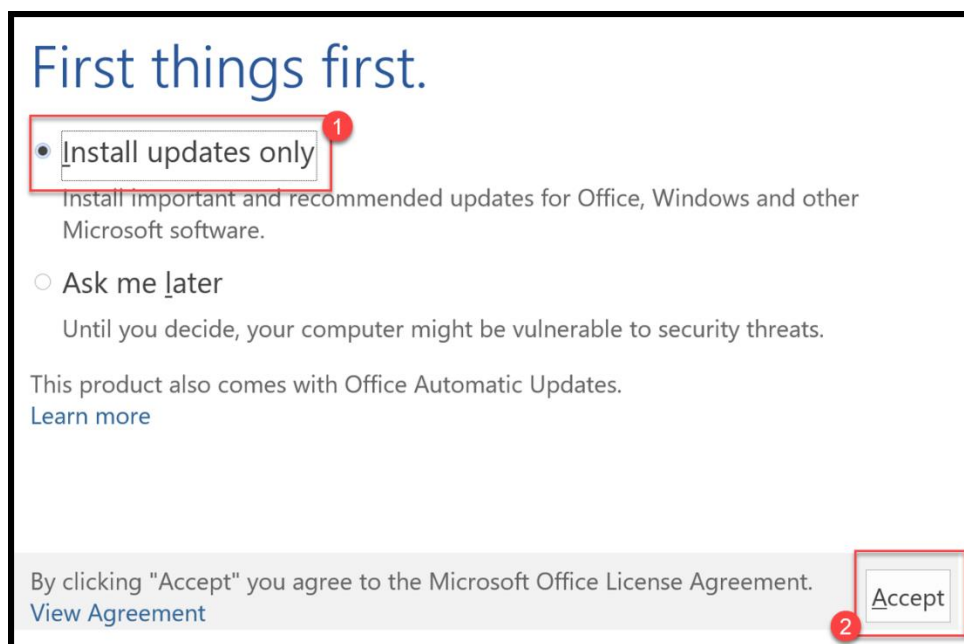 First things first.
1
Install updates only
Install important and recommended updates for Office, Windows and other
Microsoft software.
Ask me later
Until you decide, your computer might be vulnerable to security threats.
This product also comes with Office Automatic Updates.
Learn more
By clicking "Accept" you agree to the Microsoft Office License Agreement.
View Agreement
Accept
2